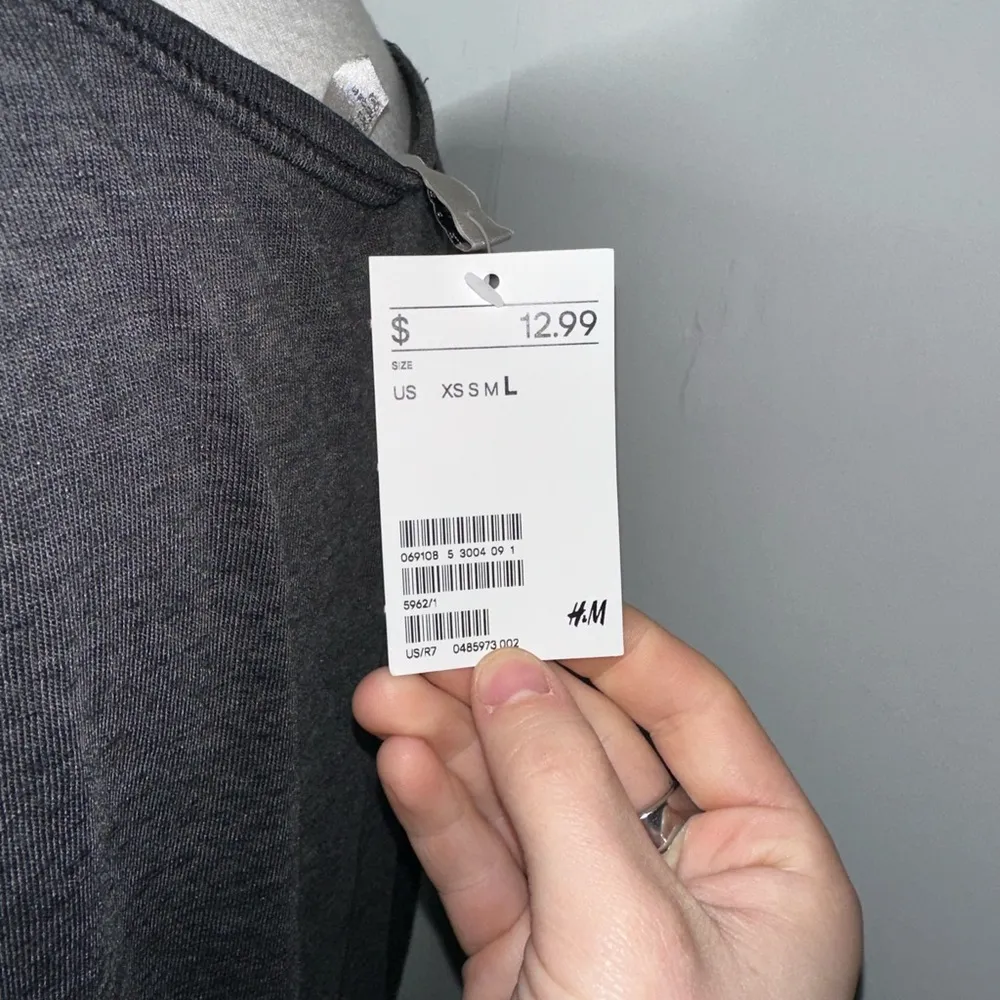 $ 12.99
SIZE
US XS S M L
069108 5 3004 09 1
5962/1
H&M
US/R7 0485973 002